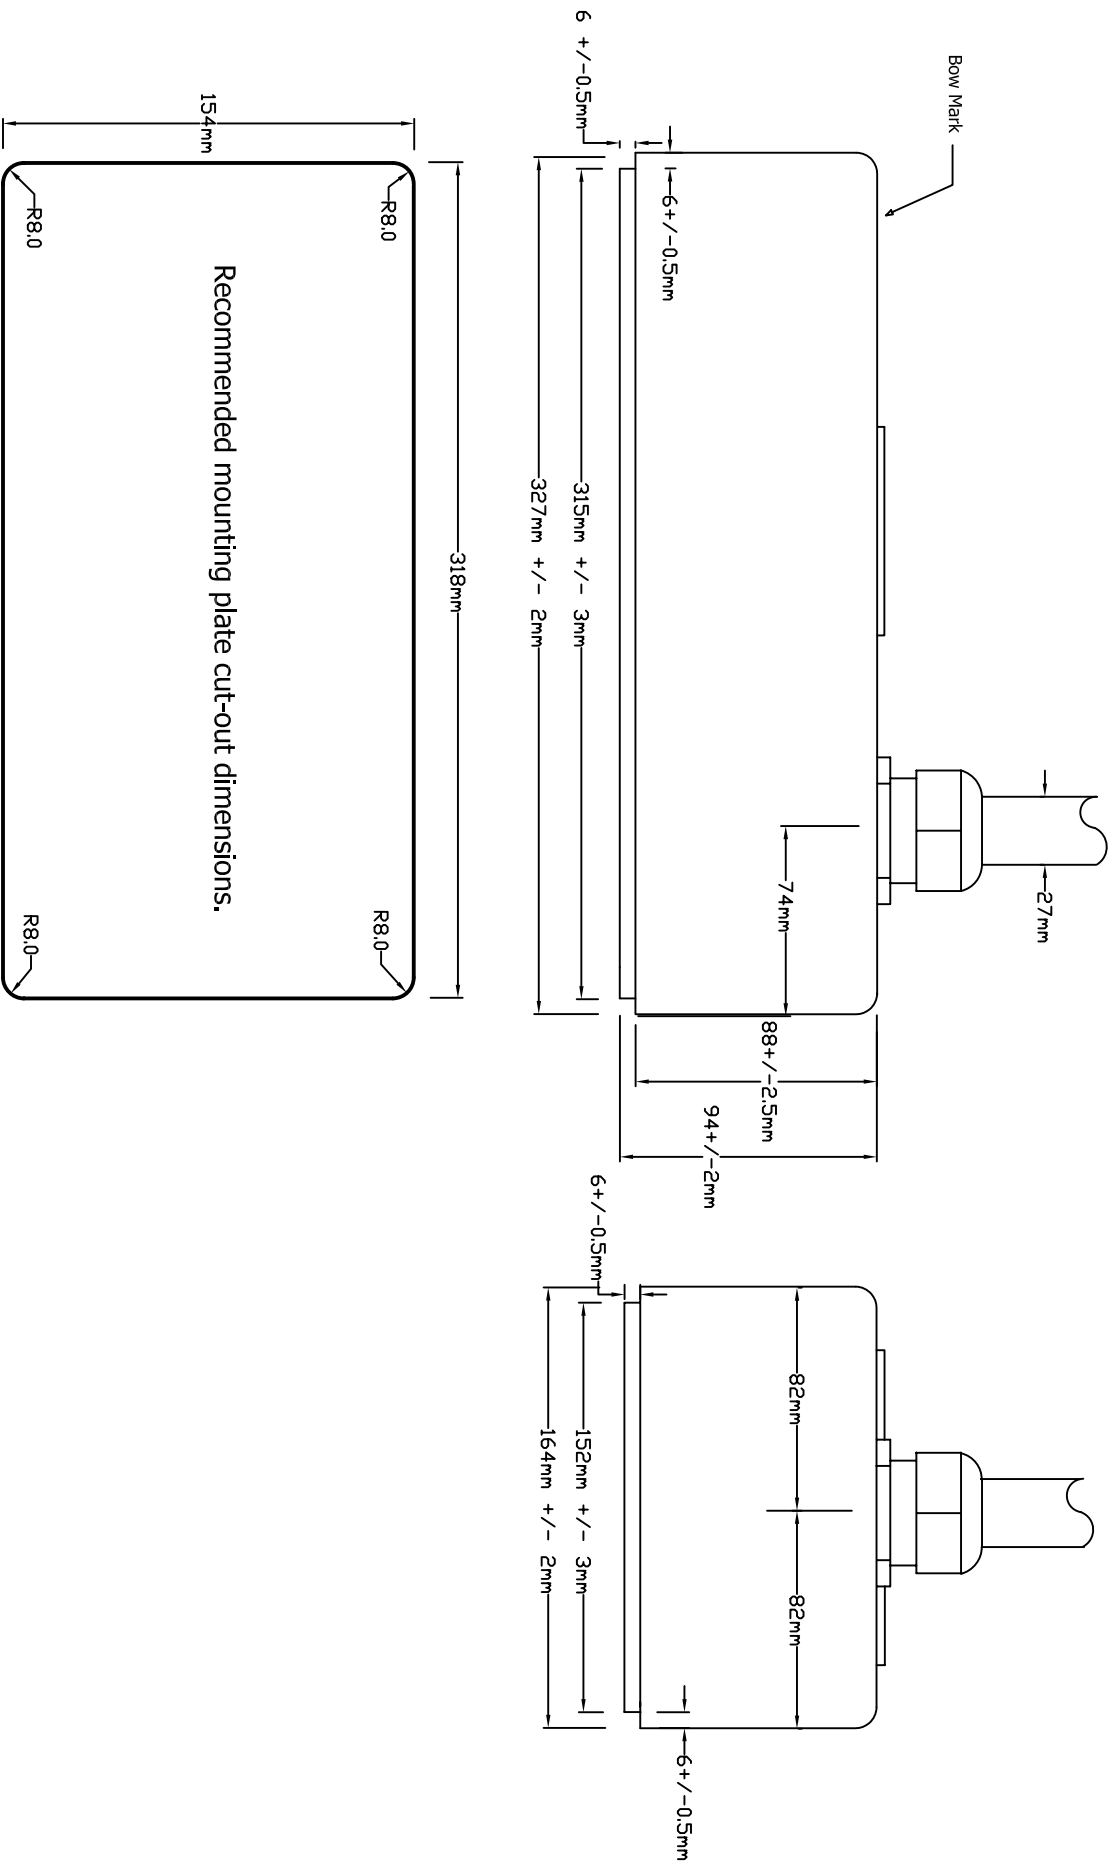 Bow Mark
27mm
6 +/-0.5mm
6+/-0.5mm
74mm
88+/-2.5mm
94+/-2mm
315mm +/- 3mm
327mm +/- 2mm
82mm
82mm
6+/-0.5mm
152mm +/- 3mm
164mm +/- 2mm
6+/-0.5mm
318mm
154mm
R8.0
R8.0
Recommended mounting plate cut-out dimensions.
R8.0
R8.0